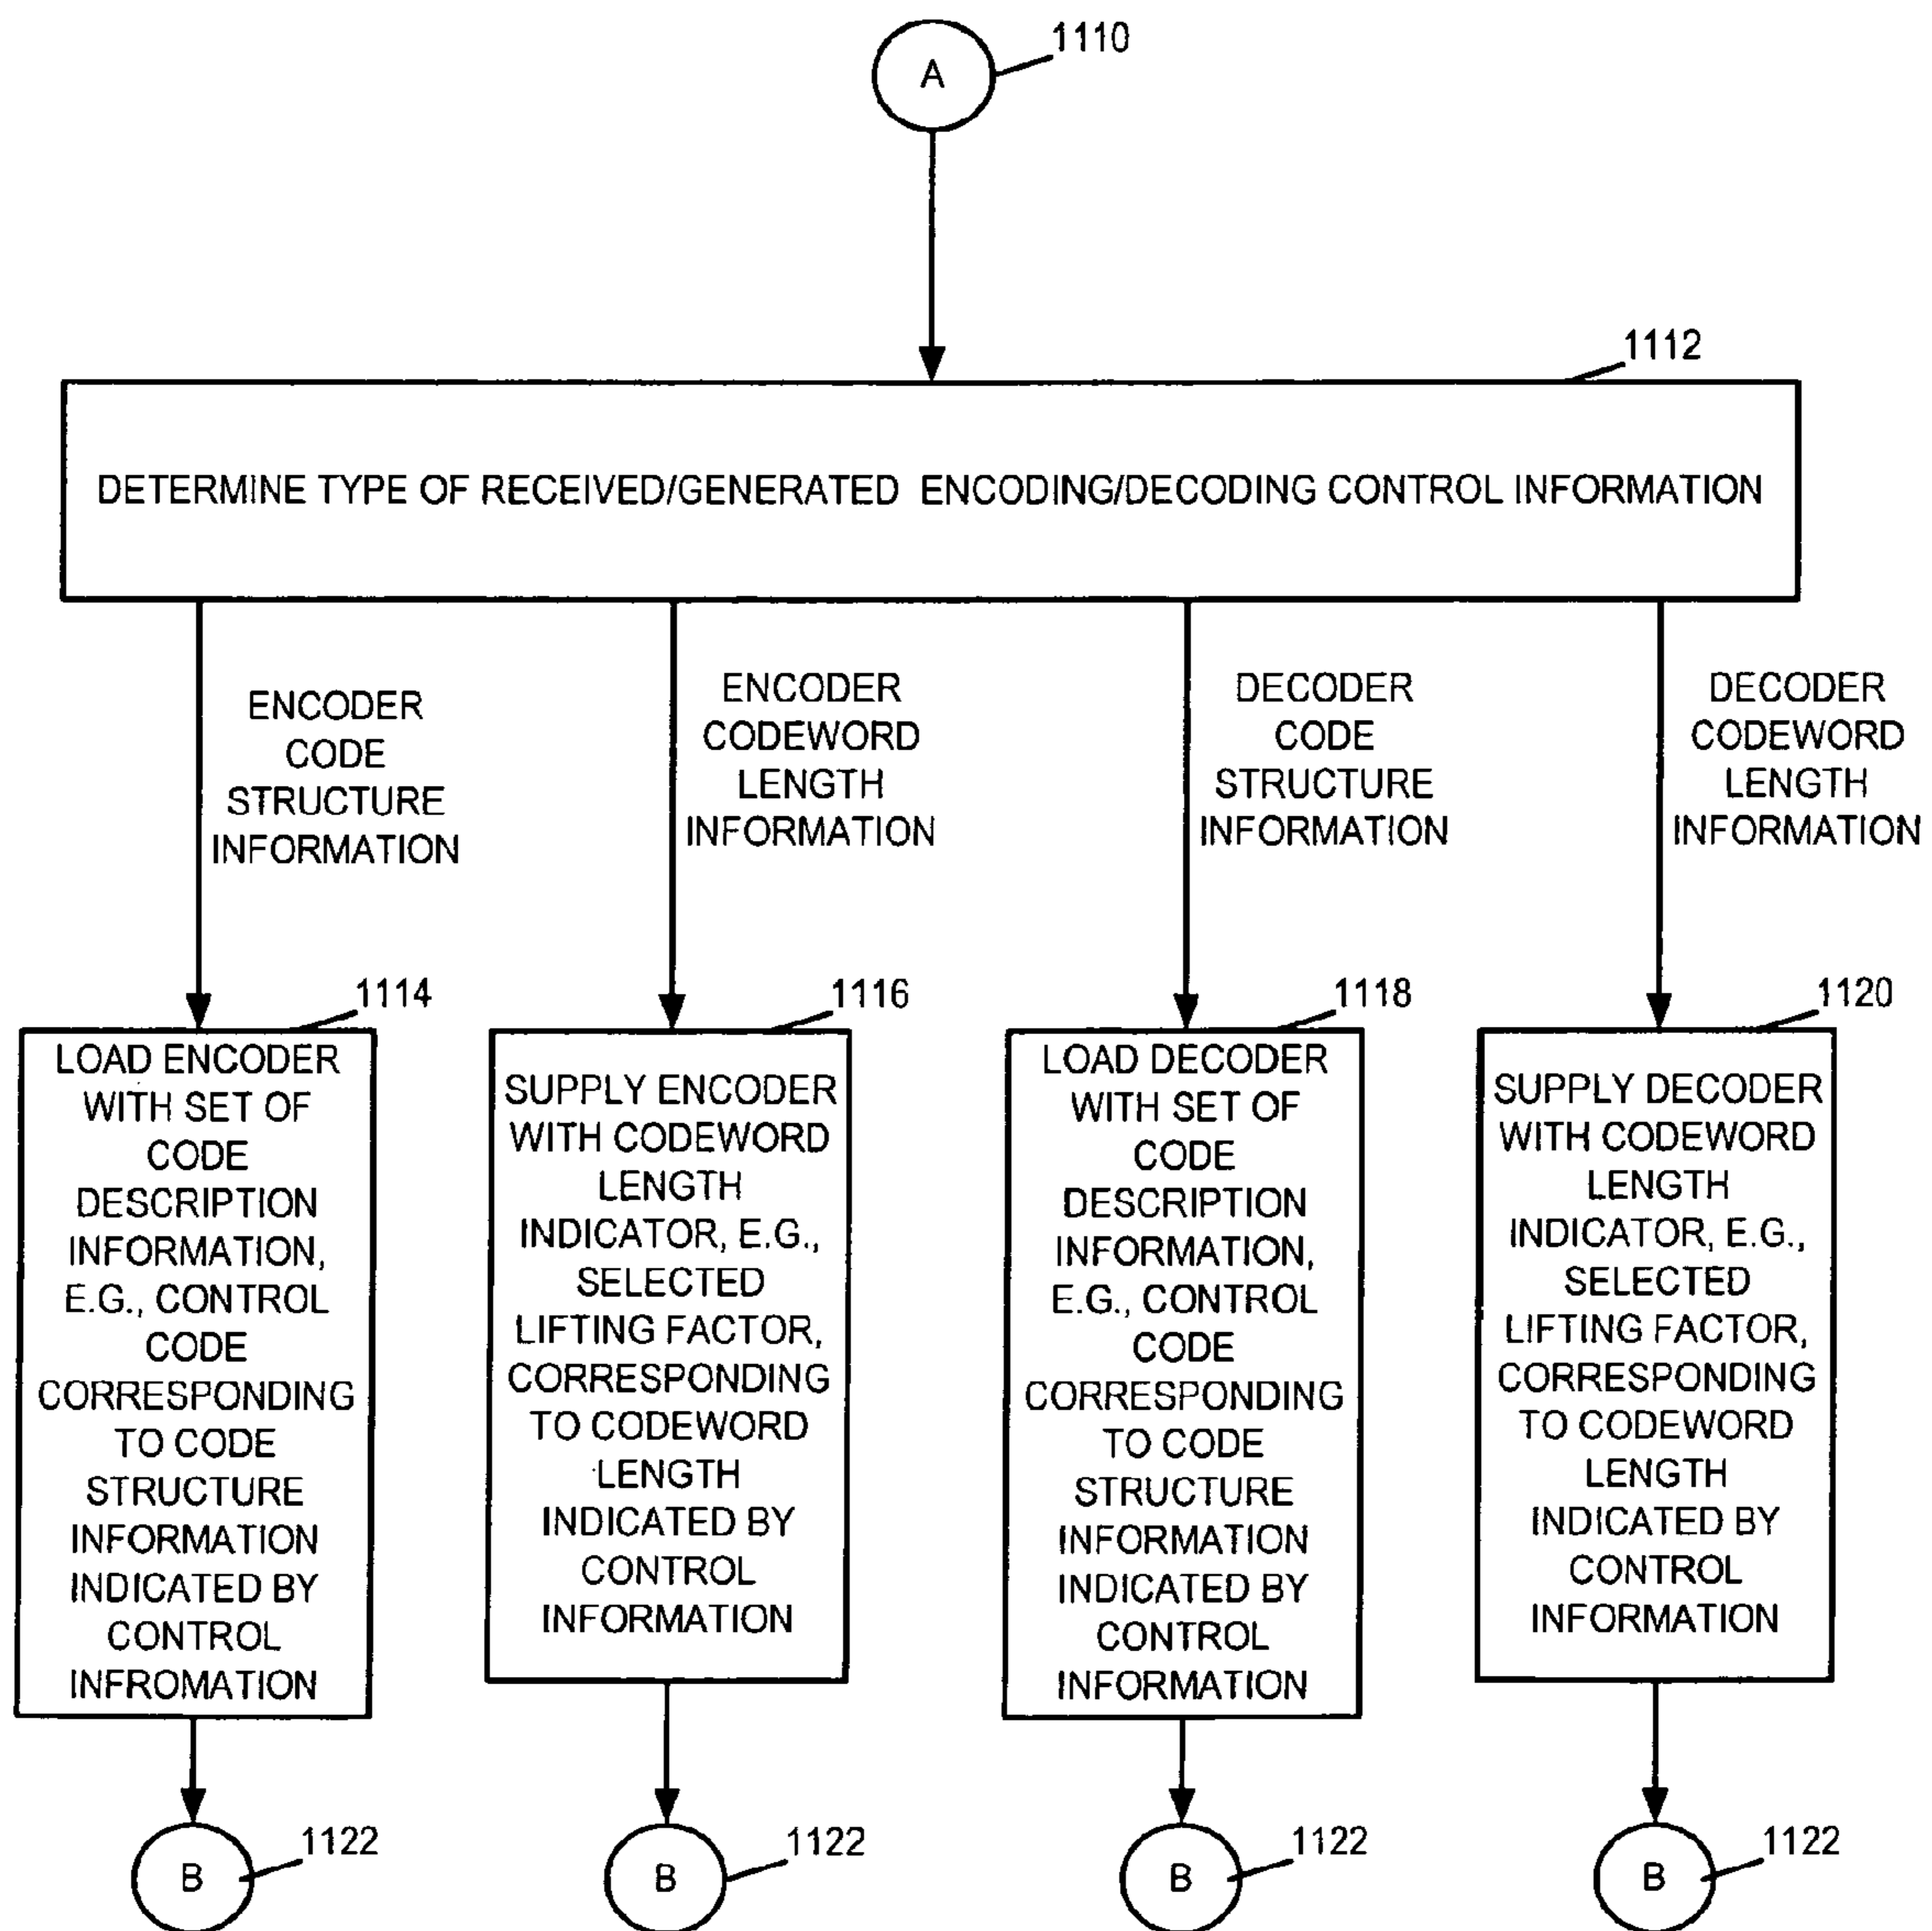 1110
A
1112
DETERMINE TYPE OF RECEIVED/GENERATED ENCODING/DECODING CONTROL INFORMATION
ENCODER
CODE
STRUCTURE
INFORMATION
ENCODER
CODEWORD
LENGTH
INFORMATION
DECODER
CODE
STRUCTURE
INFORMATION
DECODER
CODEWORD
LENGTH
INFORMATION
1114
LOAD ENCODER
WITH SET OF
CODE
DESCRIPTION
INFORMATION,
E.G., CONTROL
CODE
CORRESPONDING
TO CODE
STRUCTURE
INFORMATION
INDICATED BY
CONTROL
INFROMATION
1116
SUPPLY ENCODER
WITH CODEWORD
LENGTH
INDICATOR, E.G.,
SELECTED
LIFTING FACTOR,
CORRESPONDING
TO CODEWORD
LENGTH
INDICATED BY
CONTROL
INFORMATION
1118
LOAD DECODER
WITH SET OF
CODE
DESCRIPTION
INFORMATION,
E.G., CONTROL
CODE
CORRESPONDING
TO CODE
STRUCTURE
INFORMATION
INDICATED BY
CONTROL
INFORMATION
1120
SUPPLY DECODER
WITH CODEWORD
LENGTH
INDICATOR, E.G.,
SELECTED
LIFTING FACTOR,
CORRESPONDING
TO CODEWORD
LENGTH
INDICATED BY
CONTROL
INFORMATION
B
1122
B
1122
B
1122
B
1122